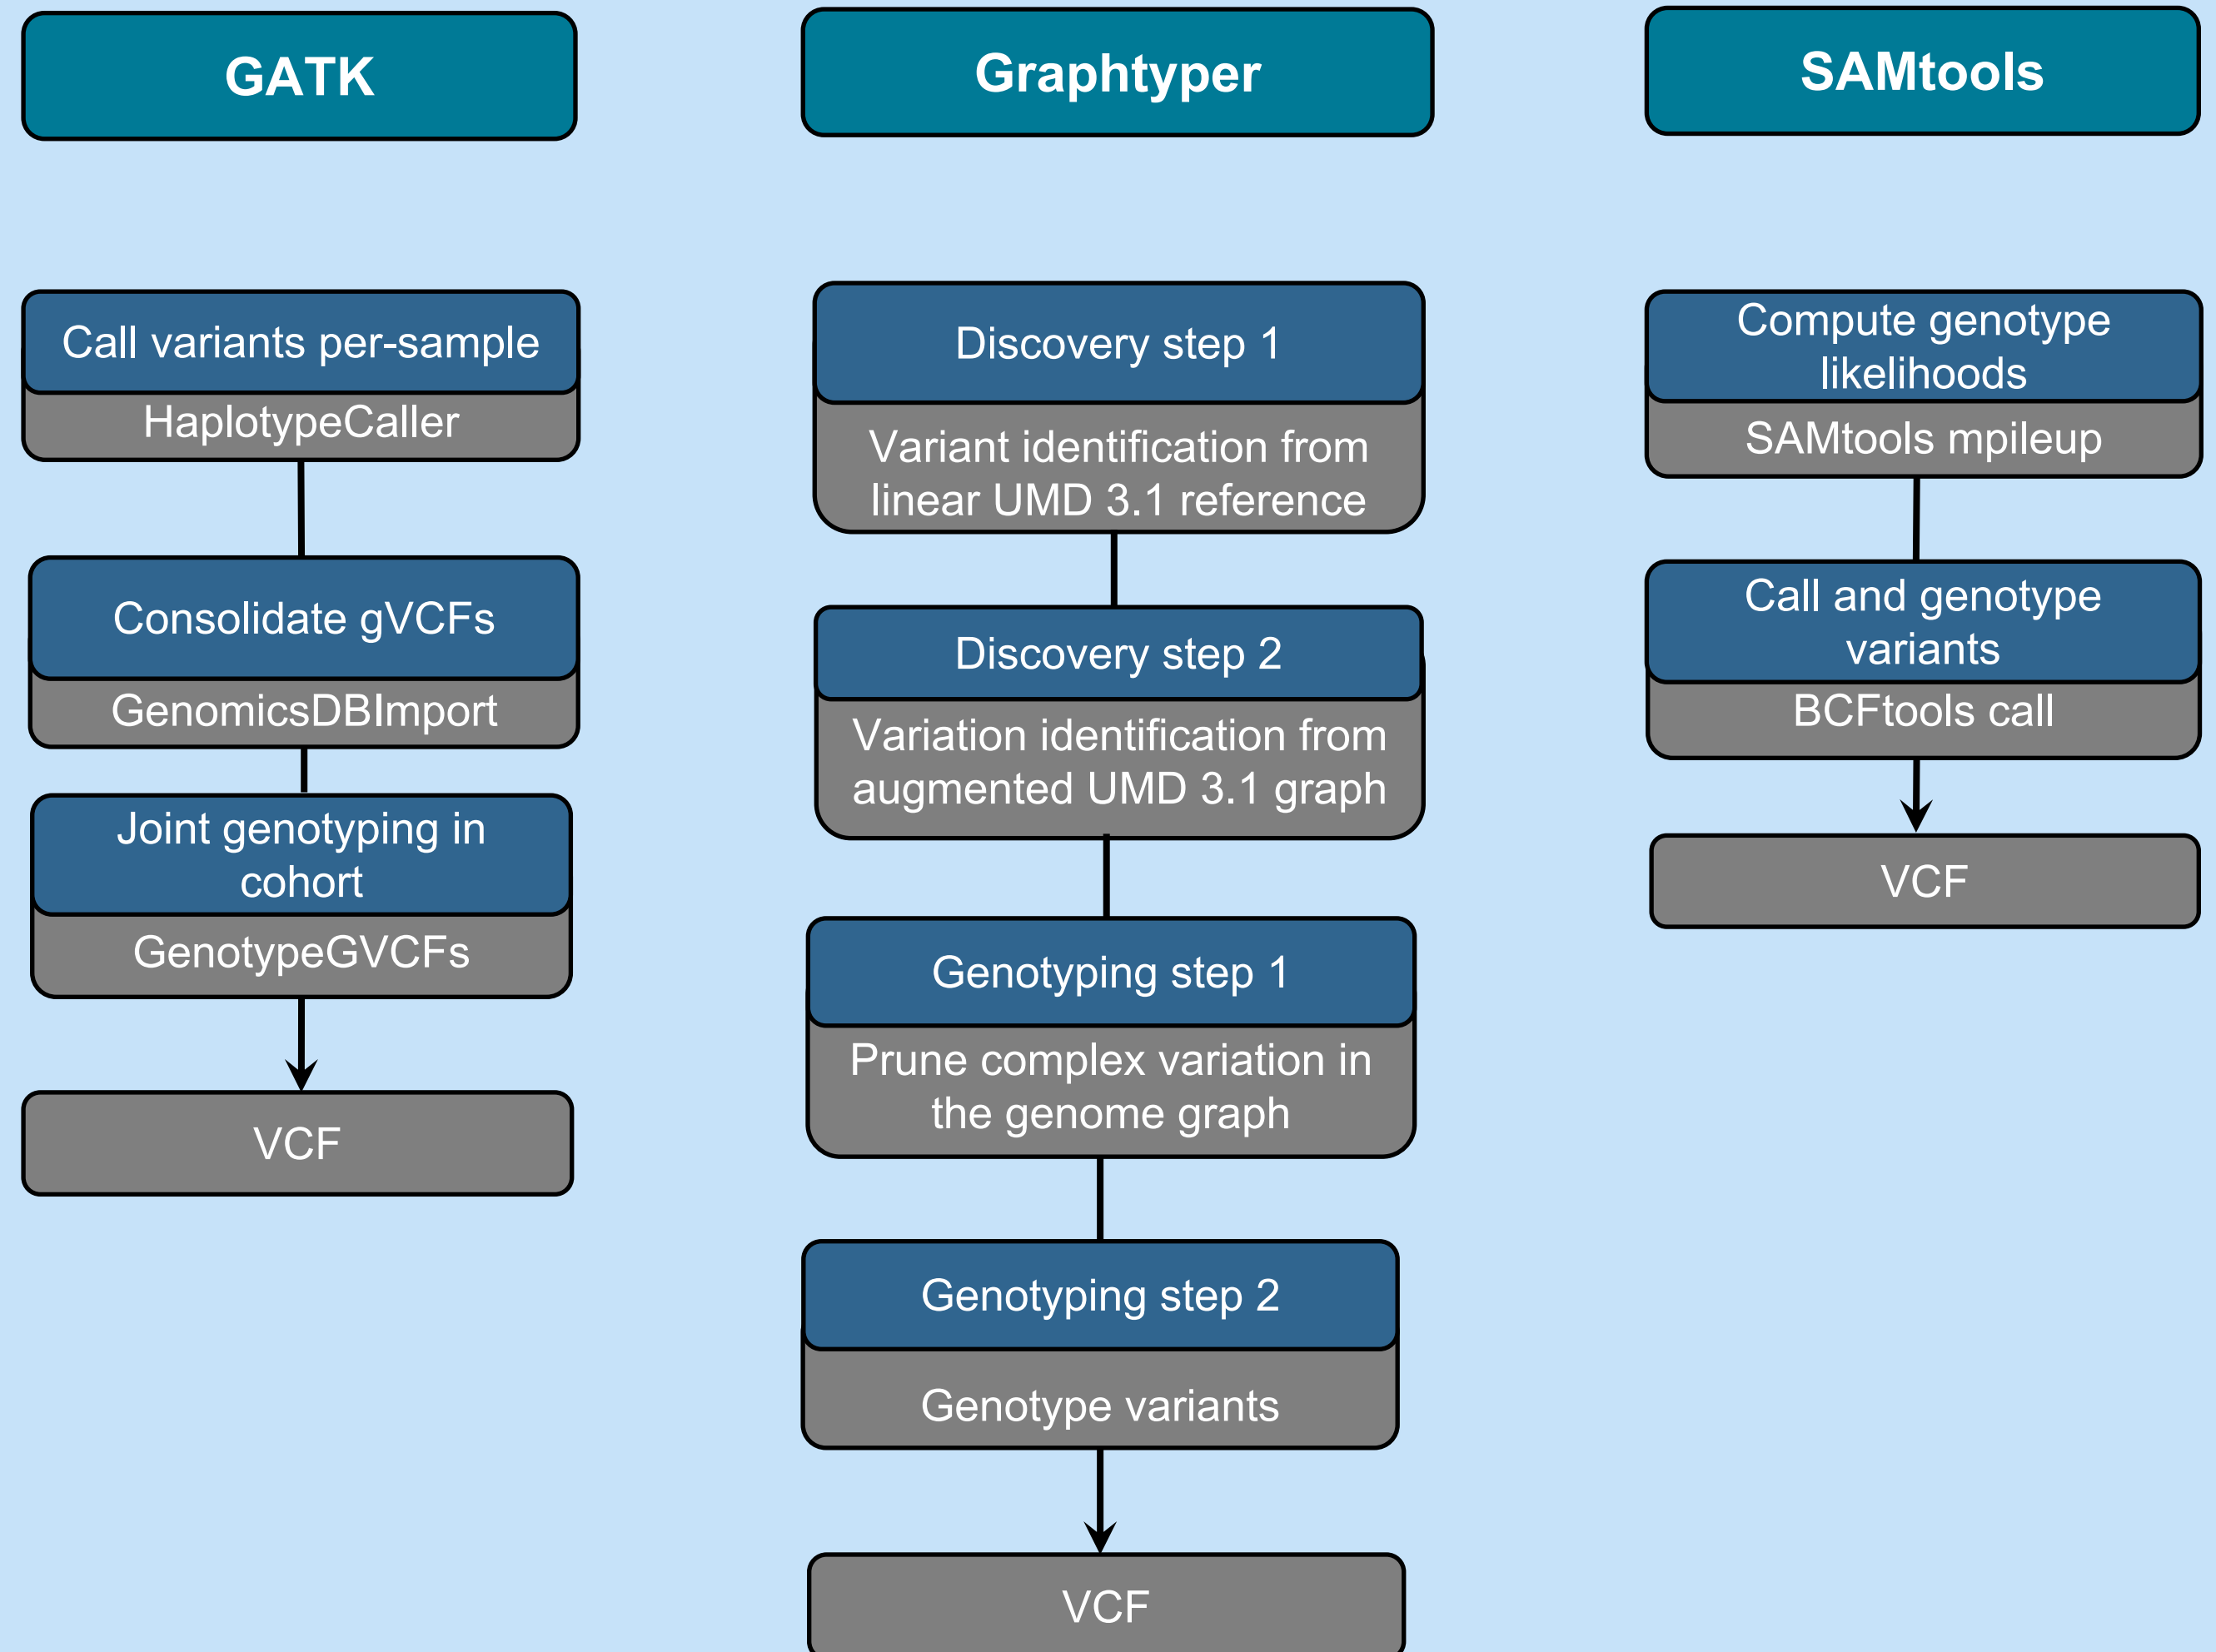 GATK
Call variants per-sample
HaplotypeCaller
Consolidate gVCFs
GenomicsDBImport
Joint genotyping in
cohort
GenotypeGVCFs
VCF
Graphtyper
Discovery step 1
Variant identification from
linear UMD 3.1 reference
Discovery step 2
Variation identification from
augmented UMD 3.1 graph
Genotyping step 1
Prune complex variation in
the genome graph
Genotyping step 2
Genotype variants
VCF
SAMtools
Compute genotype
likelihoods
SAMtools mpileup
Call and genotype
variants
BCFtools call
VCF